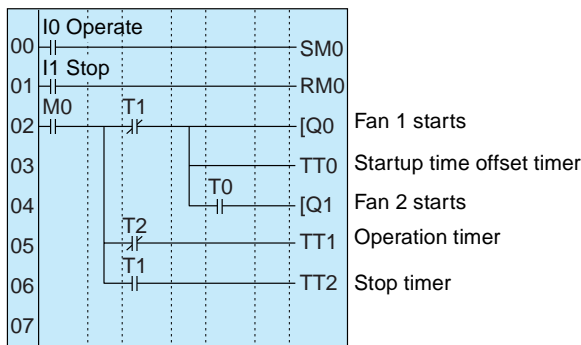 I0 Operate
00 SM0
I1 Stop
01 RM0
M0 T1
02 [Q0 Fan 1 starts
03 TT0 Startup time offset timer
T0
04 [Q1 Fan 2 starts
T2
05 TT1 Operation timer
T1
06 TT2 Stop timer
07